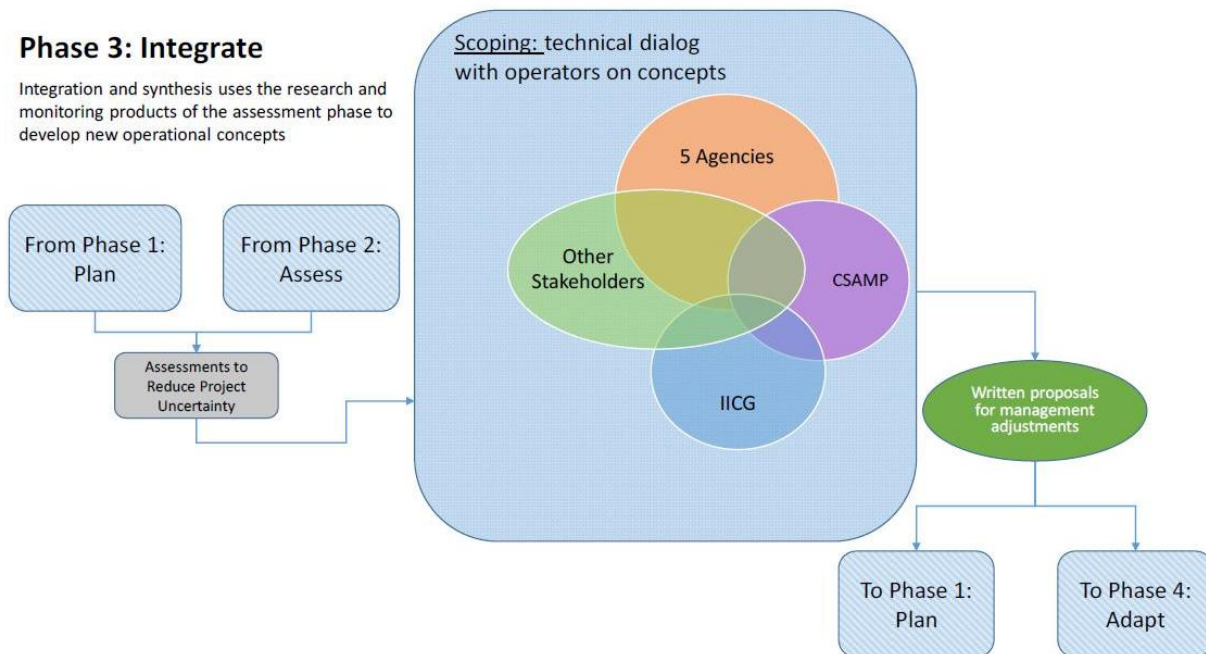 Phase 3: Integrate
Integration and synthesis uses the research and
monitoring products of the assessment phase to
develop new operational concepts
From Phase 1:
Plan
From Phase 2:
Assess
Assessments to
Reduce Project
Uncertainty
Scoping: technical dialog
with operators on concepts
5 Agencies
Other
Stakeholders
CSAMP
IICG
Written proposals
for management
adjustments
To Phase 1:
Plan
To Phase 4:
Adapt